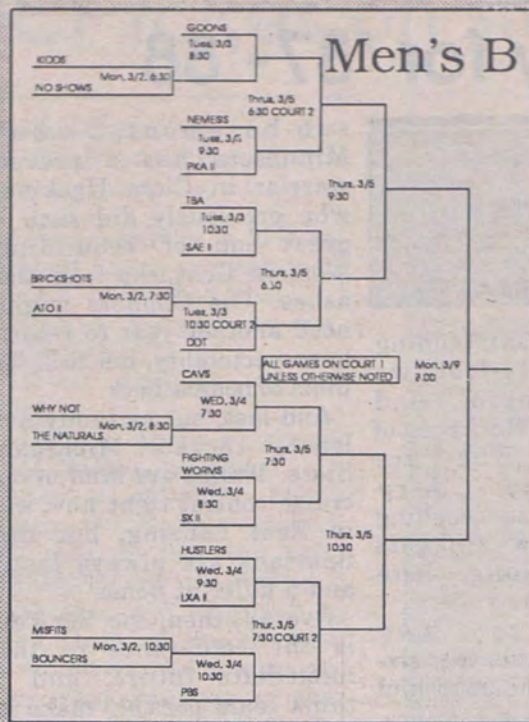 Men's B
GOONS
Tues, 3/3
8:30
KODS
Mon, 3/2, 6:30
NO SHOWS
Thrus, 3/5
6:30 COURT 2
NEMESIS
Tues, 3/3
9:30
PKA II
Thurs, 3/5
9:30
TBA
Tues, 3/3
10:30
SAE II
Thurs, 3/5
6:30
BRICKSHOTS
Mon, 3/2, 7:30
ATO II
Tues, 3/3
10:30 COURT 2
DDT
CAVS
ALL GAMES ON COURT 1
UNLESS OTHERWISE NOTED
Mon, 3/9
WED, 3/4
7:30
WHY NOT
Mon, 3/2, 8:30
THE NATURALS
Thurs, 3/5
7:30
FIGHTING
WORMS
Wed, 3/4
8:30
SX II
Thurs, 3/5
10:30
HUSTLERS
Wed, 3/4
9:30
LXA II
Thur, 3/5
7:30 COURT 2
MISFITS
Mon, 3/2, 10:30
BOUNCERS
Wed, 3/4
10:30
PBS